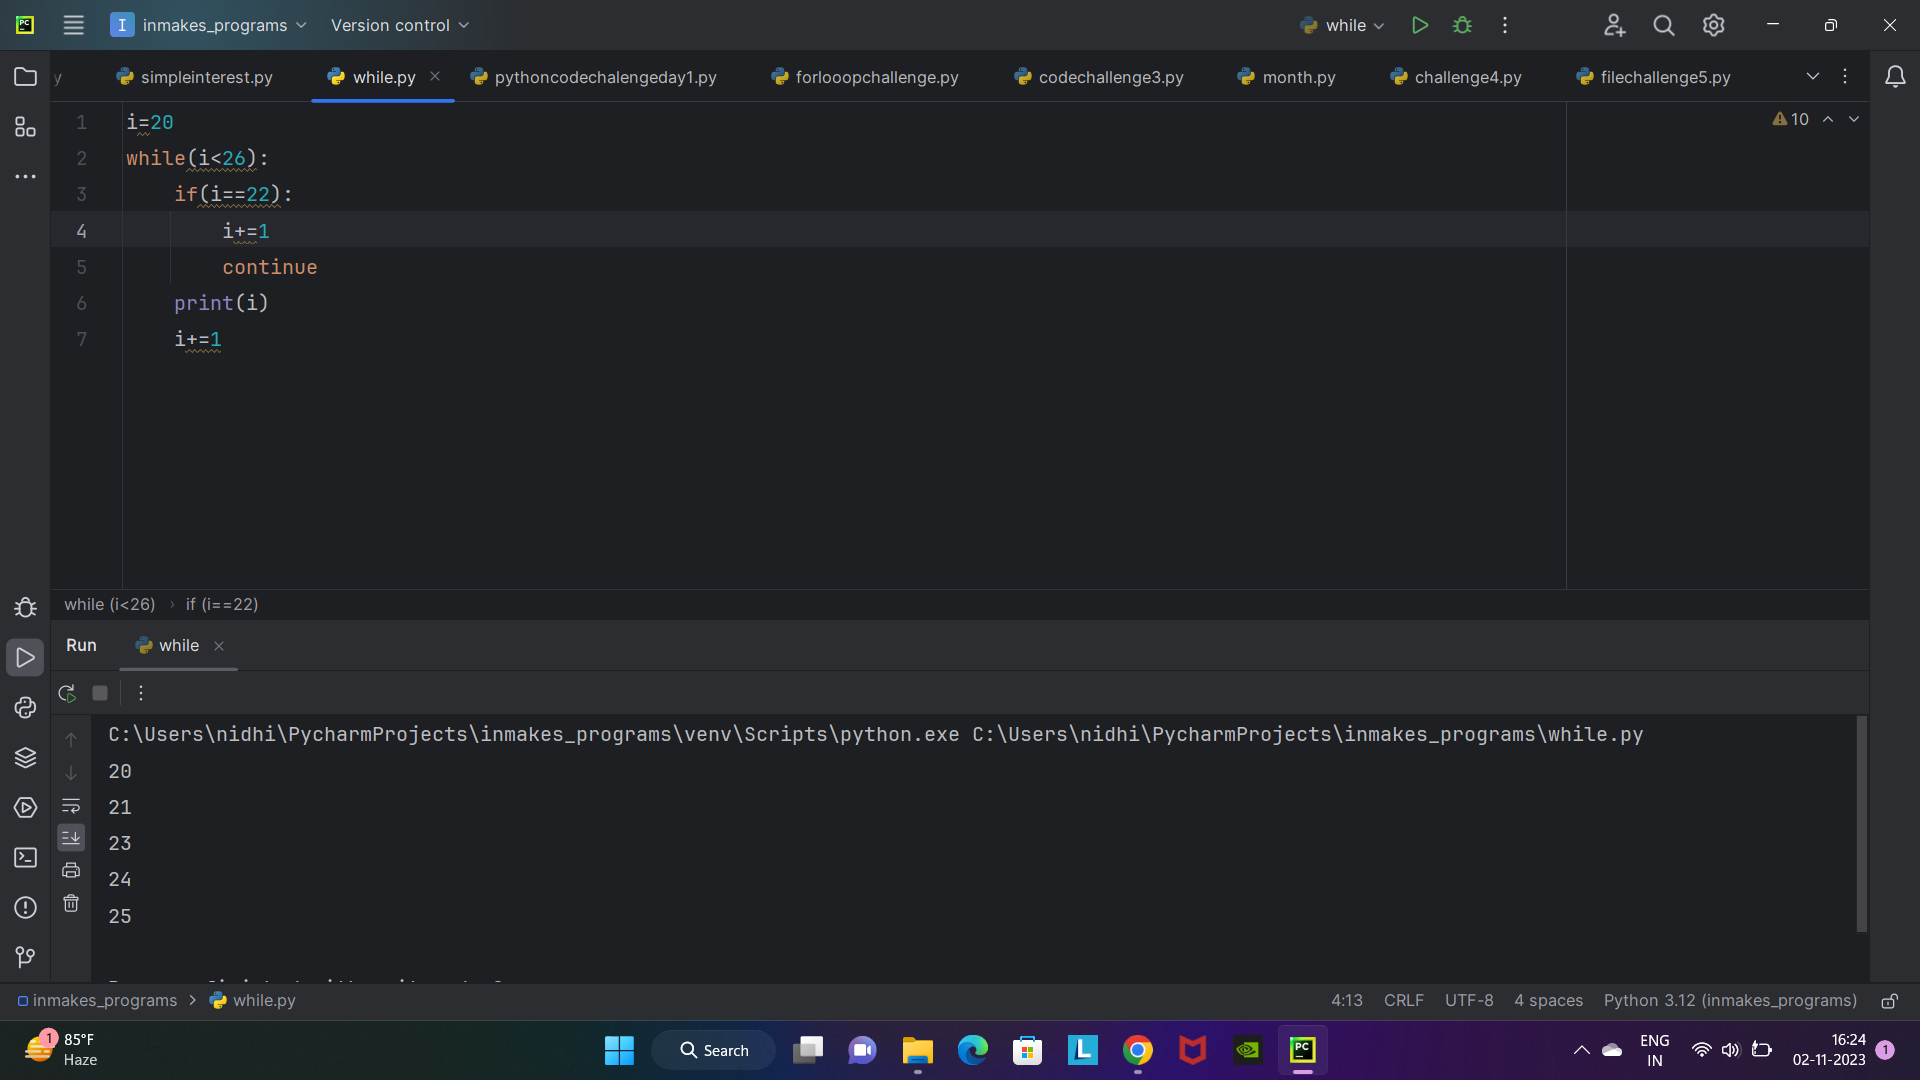 PC I inmakes_programs Version control while
y simpleinterest.py while.py pythoncodechalengeday1.py forlooopchallenge.py codechallenge3.py month.py challenge4.py filechallenge5.py
1 i=20
2 while(i<26):
3 if(i==22):
4 i+=1
5 continue
6 print(i)
7 i+=1
10
while (i<26) › if (i==22)
Run while
C:\Users\nidhi\PycharmProjects\inmakes_programs\venv\Scripts\python.exe C:\Users\nidhi\PycharmProjects\inmakes_programs\while.py
20
21
23
24
25
inmakes_programs > while.py 4:13 CRLF UTF-8 4 spaces Python 3.12 (inmakes_programs)
1 85°F
Haze
Search
L
PC
ENG
IN
16:24
02-11-2023
1